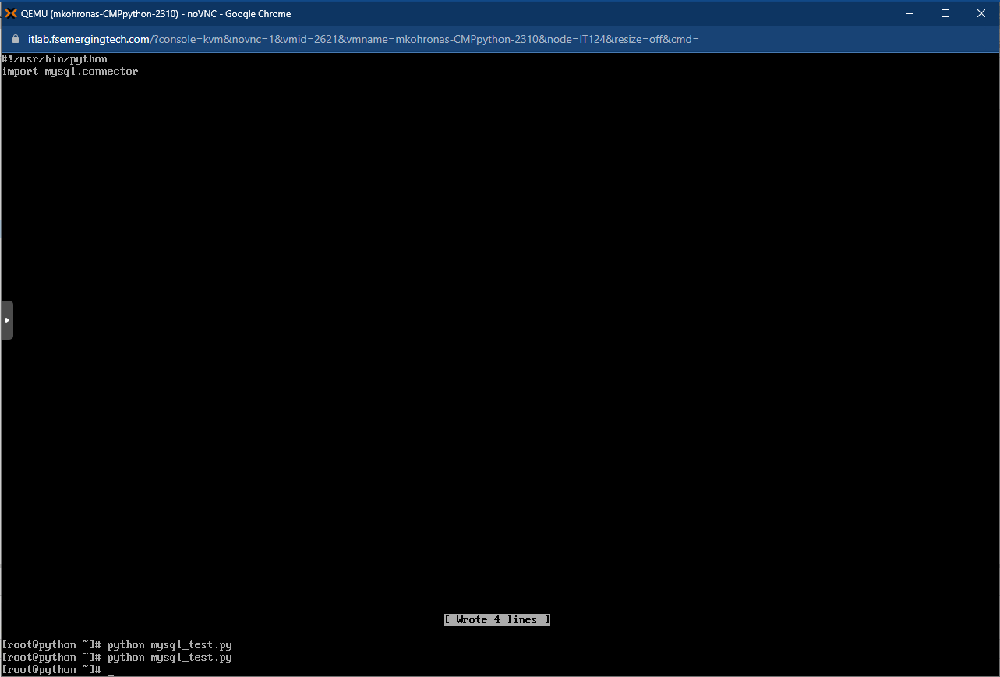 QEMU (mkohronas-CMPpython-2310) - noVNC - Google Chrome
itlab.fsemergingtech.com/?console=kvm&novnc=1&vmid=2621&vmname=mkohronas-CMPpython-2310&node=IT124&resize=off&cmd=
#!/usr/bin/python
import mysql.connector
[ Wrote 4 lines ]
[root@python ~]# python mysql_test.py
[root@python ~]# python mysql_test.py
[root@python ~]# _